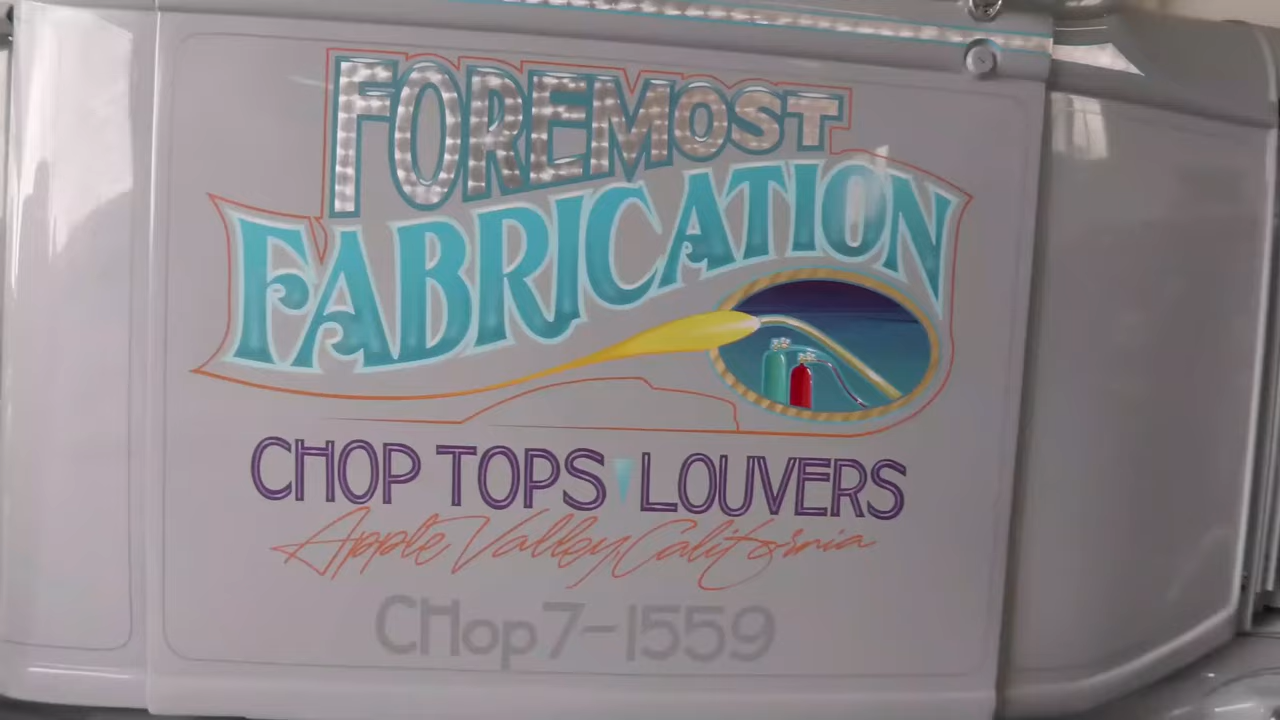 FOREMOST
FABRICATION
CHOP TOPS LOUVERS
Apple Valley, California
CHop7-1559